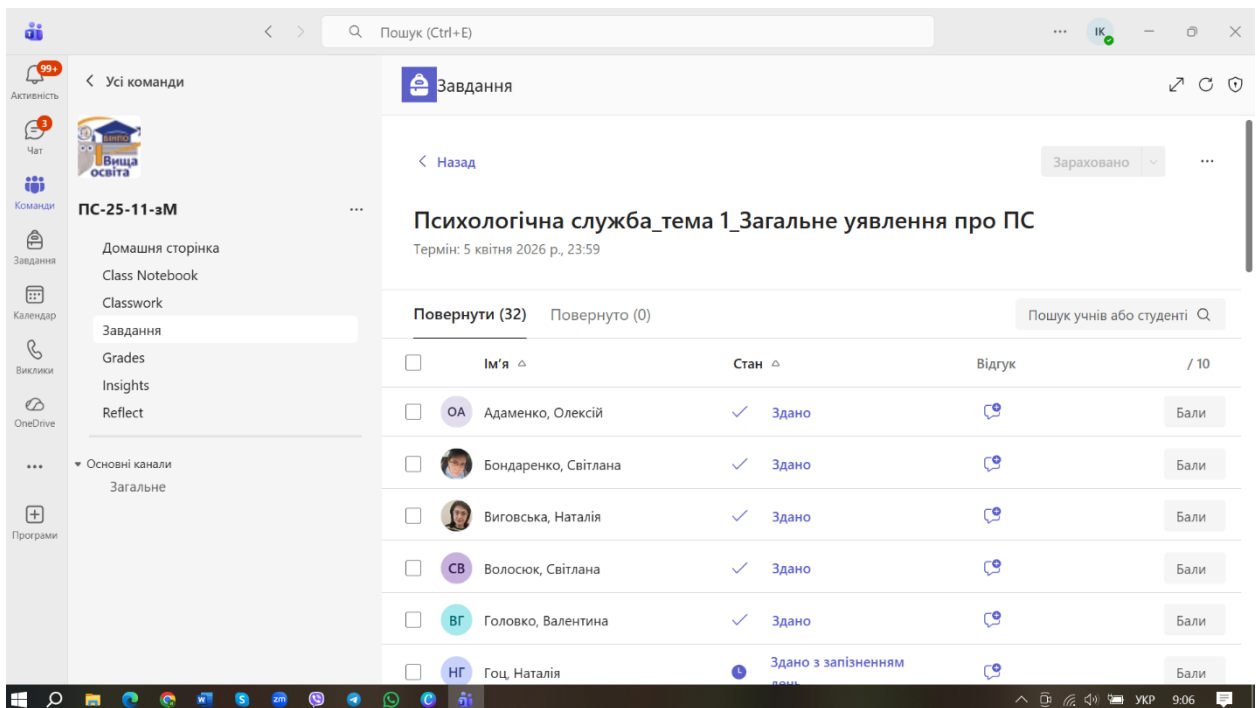 Пошук (Ctrl+E)
ІК
99+
Активність
3
Чат
Команди
Завдання
Календар
Виклики
OneDrive
Програми
Усі команди
Вища
освіта
ПС-25-11-зМ
Домашня сторінка
Class Notebook
Classwork
Завдання
Grades
Insights
Reflect
Основні канали
Загальне
Завдання
Назад
Зараховано
Психологічна служба_тема 1_Загальне уявлення про ПС
Термін: 5 квітня 2026 р., 23:59
Повернути (32) Повернуто (0)
Пошук учнів або студенті
Ім’я Стан Відгук / 10
ОА Адаменко, Олексій Здано Бали
Бондаренко, Світлана Здано Бали
Виговська, Наталія Здано Бали
СВ Волосюк, Світлана Здано Бали
ВГ Головко, Валентина Здано Бали
НГ Гоц, Наталія Здано з запізненням Бали
день
УКР 9:06